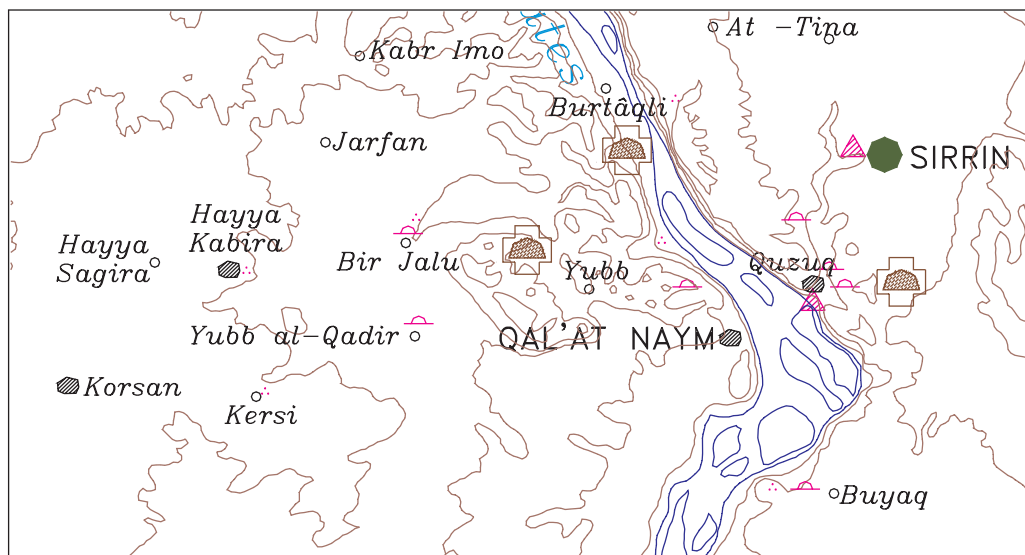 At -Tina
Kabr Imo
tes
Burtâqli
Jarfan
SIRRIN
Hayya
Kabira
Hayya
Sagira
Bir Jalu
Yubb
Quzuq
Yubb al-Qadir
QAL'AT NAYM
Korsan
Kersi
Buyaq